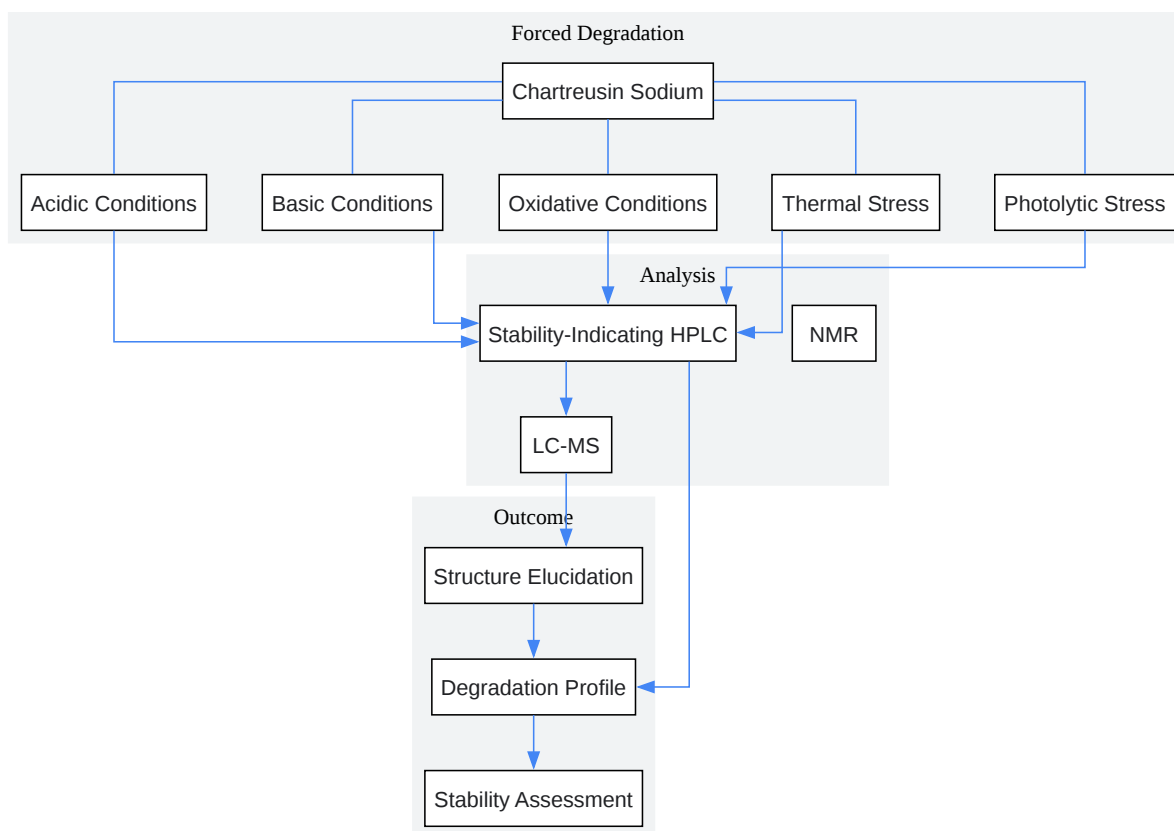 Forced Degradation
Chartreusin Sodium
Acidic Conditions
Basic Conditions
Oxidative Conditions
Thermal Stress
Photolytic Stress
Analysis
Stability-Indicating HPLC
NMR
LC-MS
Outcome
Structure Elucidation
Degradation Profile
Stability Assessment